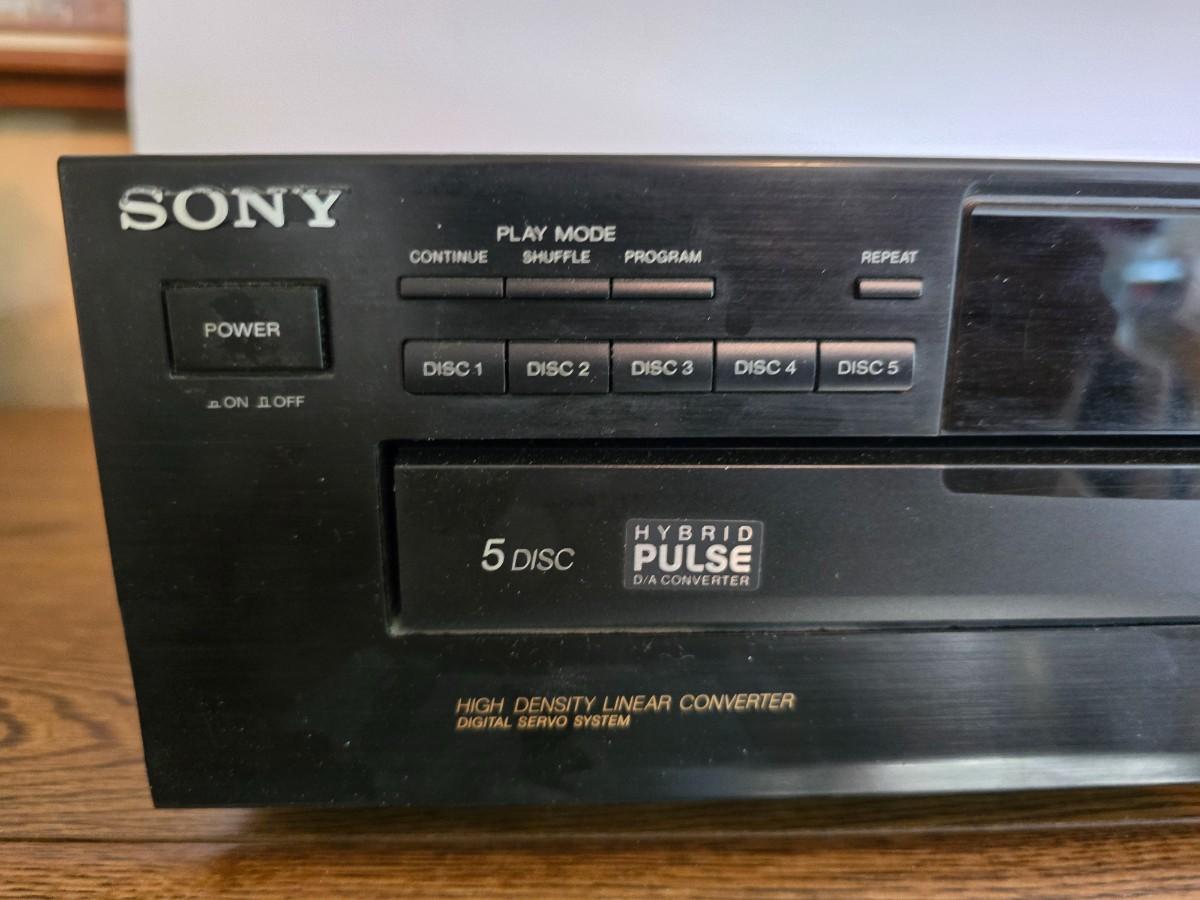 SONY
PLAY MODE
CONTINUE SHUFFLE PROGRAM REPEAT
POWER
DISC 1 DISC 2 DISC 3 DISC 4 DISC 5
ON OFF
5 DISC
HYBRID
PULSE
D/A CONVERTER
HIGH DENSITY LINEAR CONVERTER
DIGITAL SERVO SYSTEM